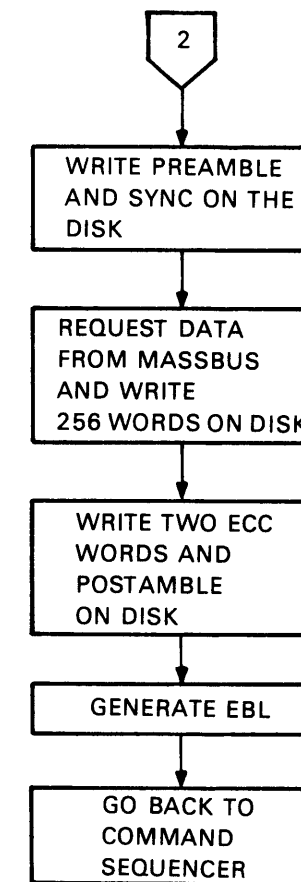 2
WRITE PREAMBLE
AND SYNC ON THE
DISK
REQUEST DATA
FROM MASSBUS
AND WRITE
256 WORDS ON DISK
WRITE TWO ECC
WORDS AND
POSTAMBLE
ON DISK
GENERATE EBL
GO BACK TO
COMMAND
SEQUENCER